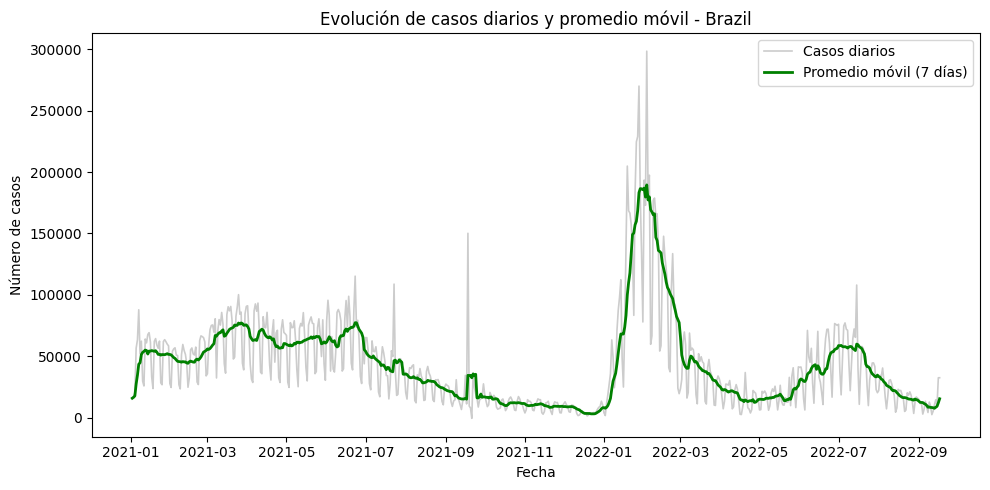 Evolución de casos diarios y promedio móvil - Brazil
Casos diarios
Promedio móvil (7 días)
Número de casos
300000
250000
200000
150000
100000
50000
0
2021-01 2021-03 2021-05 2021-07 2021-09 2021-11 2022-01 2022-03 2022-05 2022-07 2022-09
Fecha